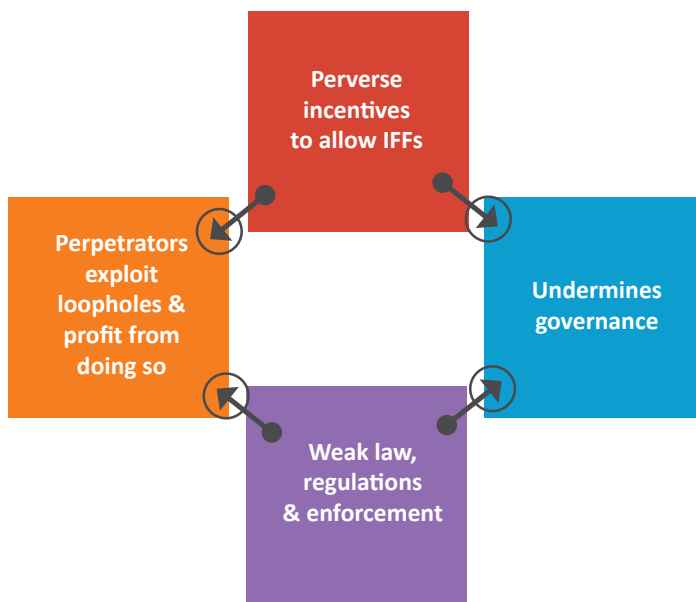 Perverse
incentives
to allow IFFs
Perpetrators
exploit
loopholes &
profit from
doing so
Undermines
governance
Weak law,
regulations
& enforcement